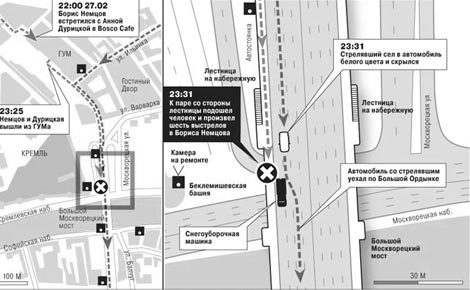 22:00 27.02
Борис Немцов
встретился с Анной
Дурицкой в Bosco Cafe
ГУМ
ул. Ильинка
Гостиный
Двор
ул. Варварка
23:25
Немцов и Дурицкая
вышли из ГУМа
КРЕМЛЬ
Москворецкая ул.
Кремлевская наб.
Большой
Москворецкий
мост
Софийская наб.
ул. Балчуг
100 М
Автостоянка
Лестница
на набережную
23:31
К паре со стороны
лестницы подошел
человек и произвел
шесть выстрелов
в Бориса Немцова
Камера
на ремонте
Беклемишевская
башня
Снегоуборочная
машина
23:31
Стрелявший сел в автомобиль
белого цвета и скрылся
Лестница
на набережную
Москворецкая ул.
Автомобиль со стрелявшим
уехал по Большой Ордынке
Москворецкая наб.
Большой
Москворецкий
мост
30 М